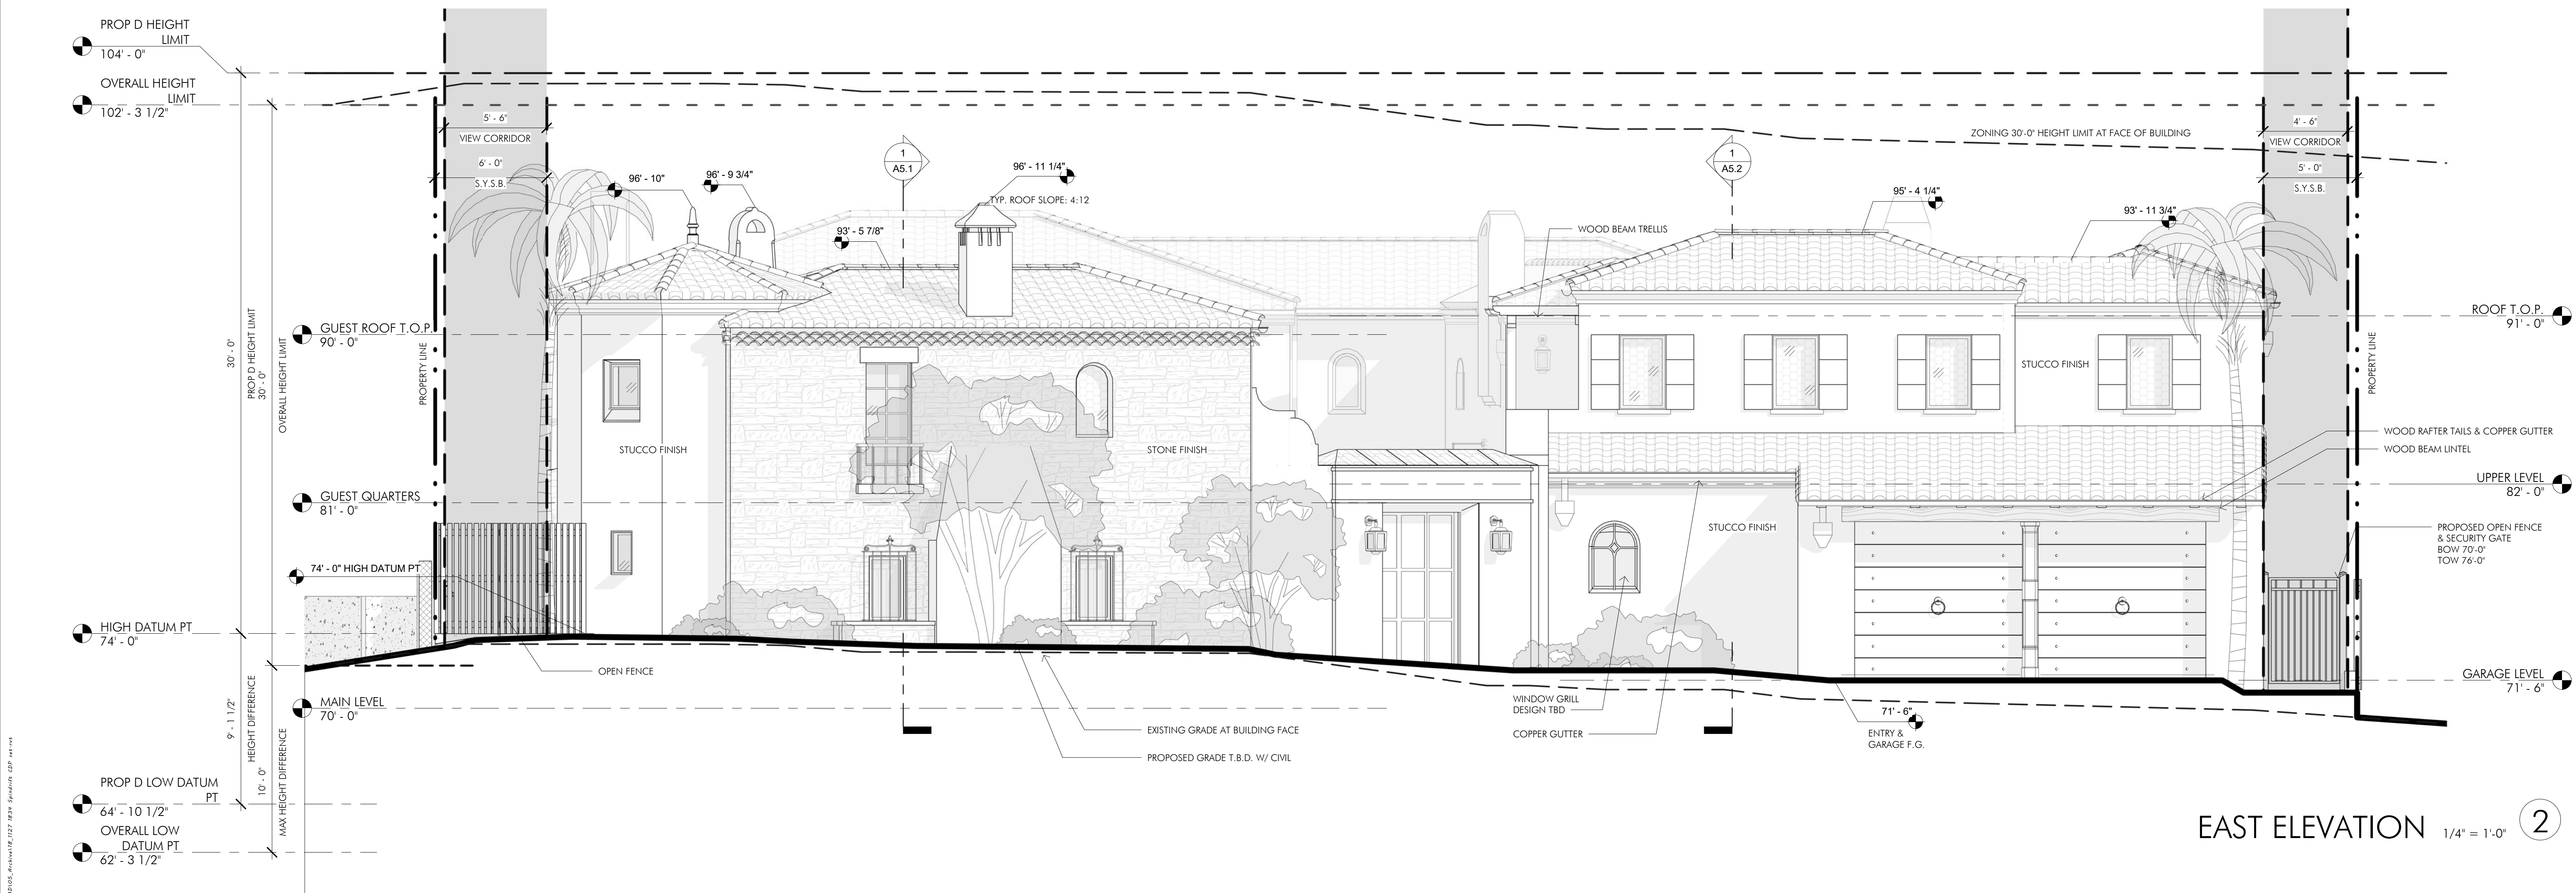 PROP D HEIGHT
LIMIT
104' - 0"
OVERALL HEIGHT
LIMIT
102' - 3 1/2"
5' - 6"
VIEW CORRIDOR
6' - 0"
S.Y.S.B.
96' - 10"
96' - 9 3/4"
1
A5.1
96' - 11 1/4"
TYP. ROOF SLOPE: 4:12
93' - 5 7/8"
WOOD BEAM TRELLIS
1
A5.2
ZONING 30'-0" HEIGHT LIMIT AT FACE OF BUILDING
95' - 4 1/4"
93' - 11 3/4"
4' - 6"
VIEW CORRIDOR
5' - 0"
S.Y.S.B.
30' - 0"
PROP D HEIGHT LIMIT
30' - 0"
OVERALL HEIGHT LIMIT
GUEST ROOF T.O.P.
90' - 0"
PROPERTY LINE
STUCCO FINISH
STONE FINISH
STUCCO FINISH
PROPERTY LINE
ROOF T.O.P.
91' - 0"
WOOD RAFTER TAILS & COPPER GUTTER
WOOD BEAM LINTEL
GUEST QUARTERS
81' - 0"
UPPER LEVEL
82' - 0"
STUCCO FINISH
PROPOSED OPEN FENCE
& SECURITY GATE
BOW 70'-0"
TOW 76'-0"
74' - 0" HIGH DATUM PT
HIGH DATUM PT
74' - 0"
OPEN FENCE
GARAGE LEVEL
71' - 6"
MAIN LEVEL
70' - 0"
9' - 1 1/2"
HEIGHT DIFFERENCE
10' - 0"
MAX HEIGHT DIFFERENCE
EXISTING GRADE AT BUILDING FACE
PROPOSED GRADE T.B.D. W/ CIVIL
WINDOW GRILL
DESIGN TBD
COPPER GUTTER
71' - 6"
ENTRY &
GARAGE F.G.
PROP D LOW DATUM
PT
64' - 10 1/2"
OVERALL LOW
DATUM PT
62' - 3 1/2"
EAST ELEVATION 1/4" = 1'-0" 2